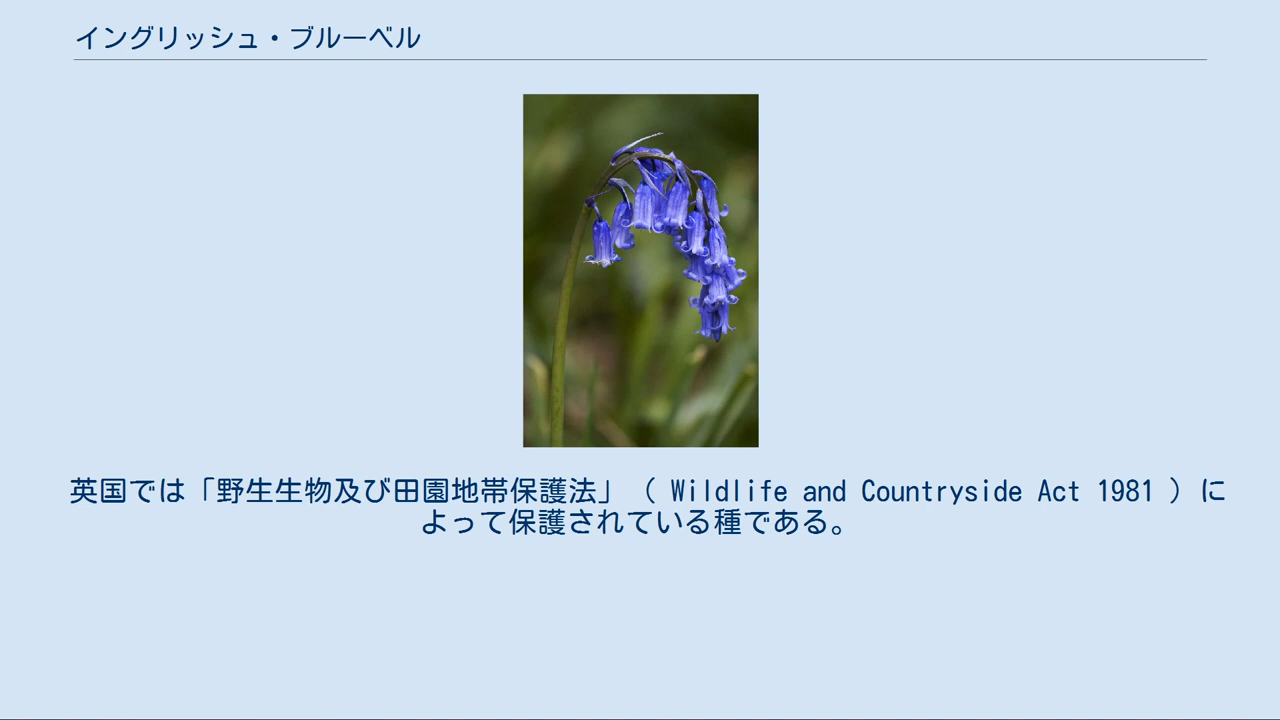 イングリッシュ・ブルーベル
英国では「野生生物及び田園地帯保護法」（ Wildlife and Countryside Act 1981 ）に
よって保護されている種である。